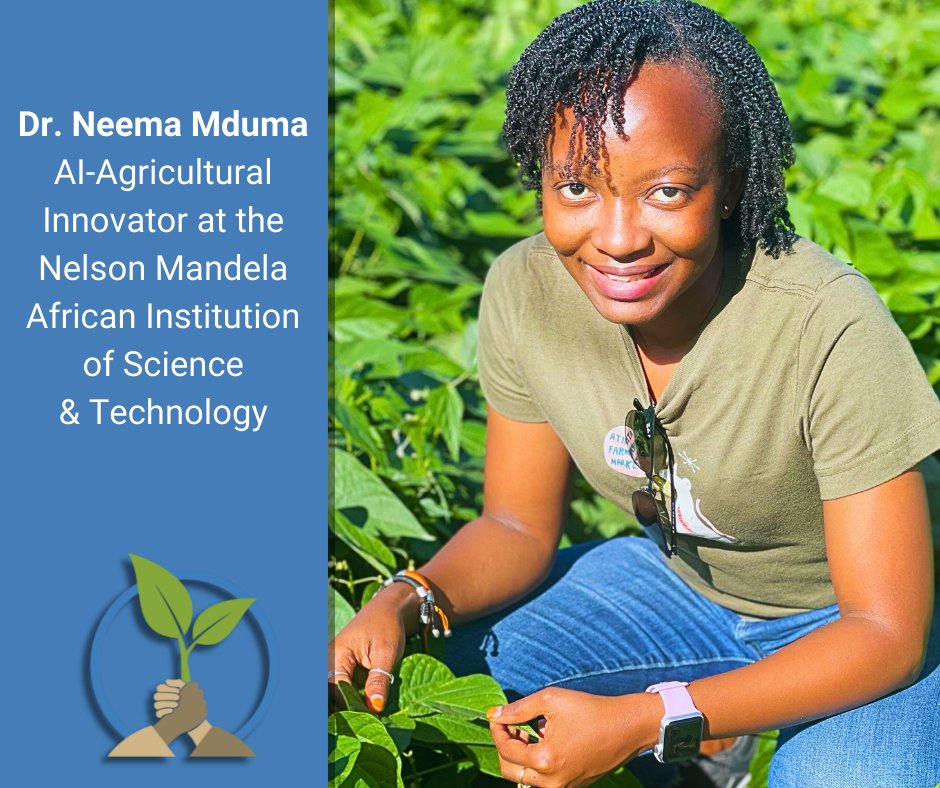 Dr. Neema Mduma
AI-Agricultural
Innovator at the
Nelson Mandela
African Institution
of Science
& Technology